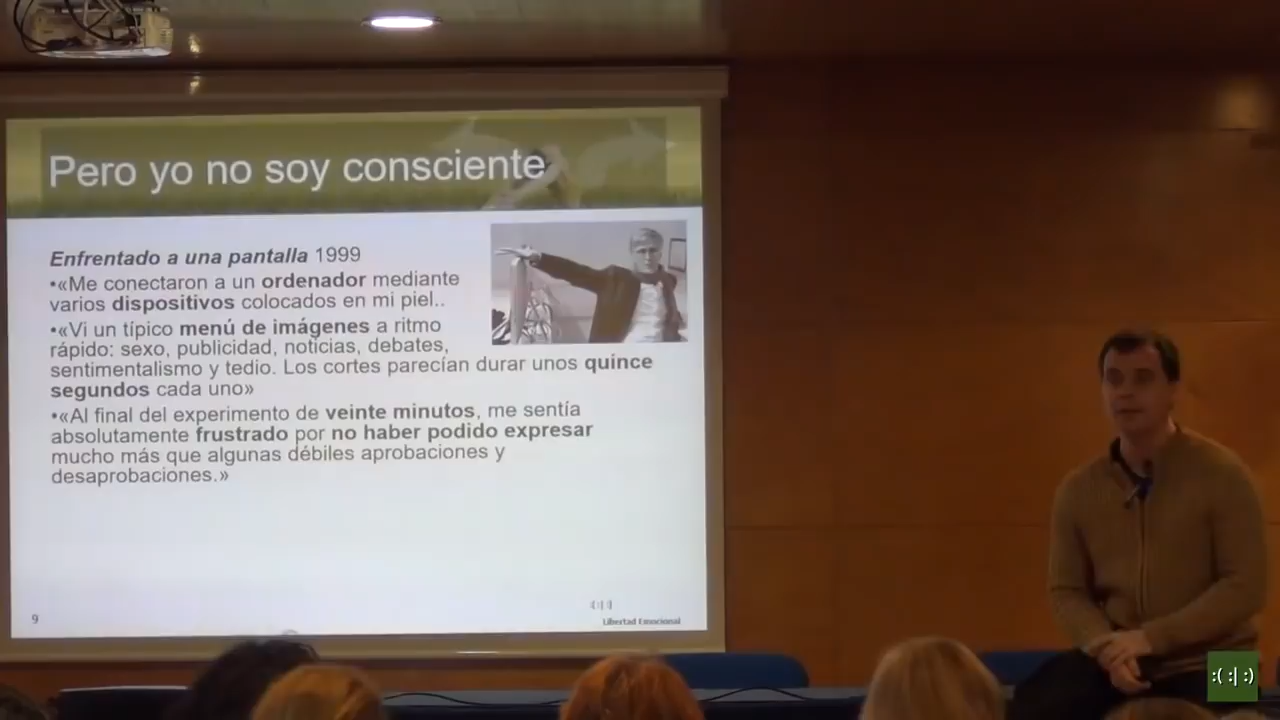 Pero yo no soy consciente
Enfrentado a una pantalla 1999
•«Me conectaron a un ordenador mediante
varios dispositivos colocados en mi piel..
•«Vi un típico menú de imágenes a ritmo
rápido: sexo, publicidad, noticias, debates,
sentimentalismo y tedio. Los cortes parecían durar unos quince
segundos cada uno»
•«Al final del experimento de veinte minutos, me sentía
absolutamente frustrado por no haber podido expresar
mucho más que algunas débiles aprobaciones y
desaprobaciones.»
9
:(:|:)
Libertad Emocional
:(:|:)